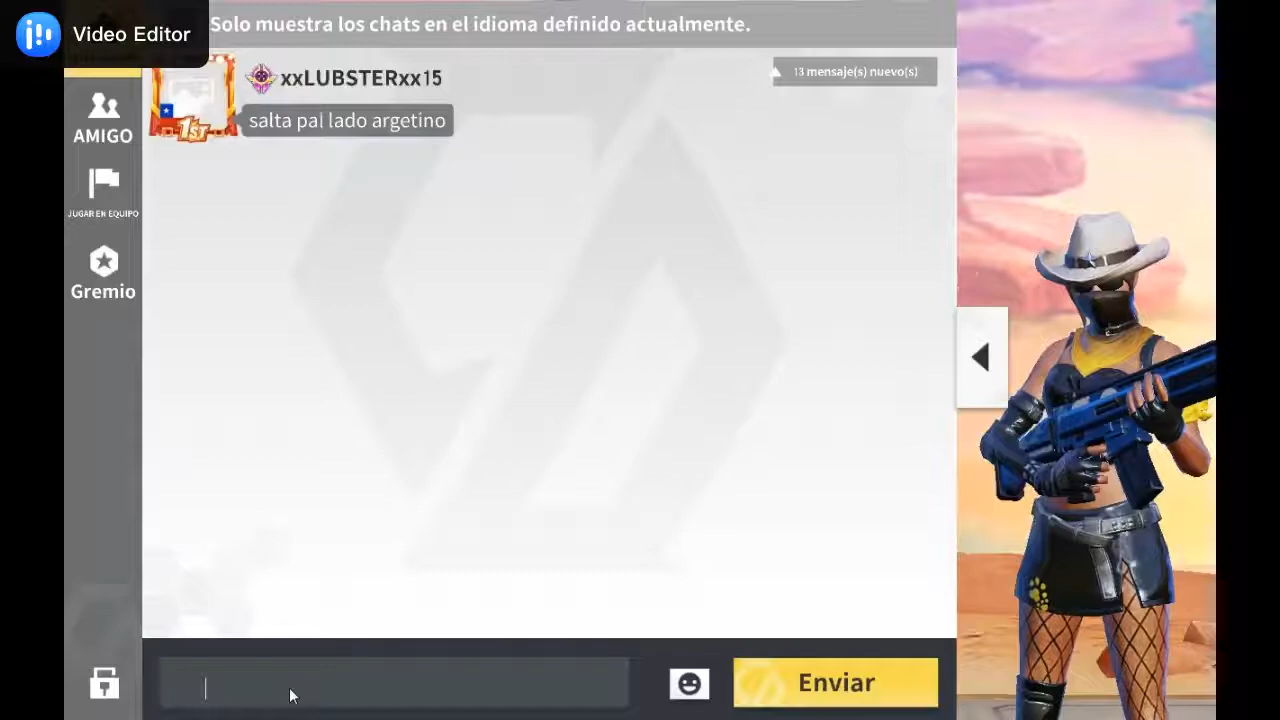 Video Editor
Solo muestra los chats en el idioma definido actualmente.
xxLUBSTERxx15
13 mensaje(s) nuevo(s)
salta pal lado argetino
1ST
AMIGO
JUGAR EN EQUIPO
Gremio
Enviar